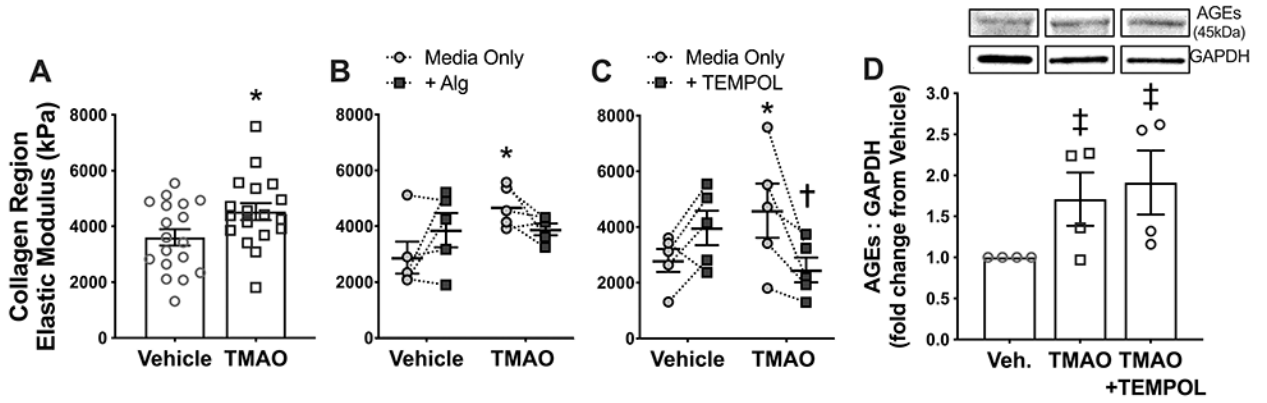 AGEs
(45kDa)
GAPDH
A
*
Collagen Region
Elastic Modulus (kPa)
8000
6000
4000
2000
0
Vehicle TMAO
B
Media Only
+ Alg
8000
6000
4000
2000
0
*
Vehicle TMAO
C
Media Only
+ TEMPOL
8000
6000
4000
2000
0
*
†
Vehicle TMAO
D
AGEs : GAPDH
(fold change from Vehicle)
3.0
2.5
2.0
1.5
1.0
0.5
0.0
‡
‡
Veh. TMAO TMAO
+TEMPOL